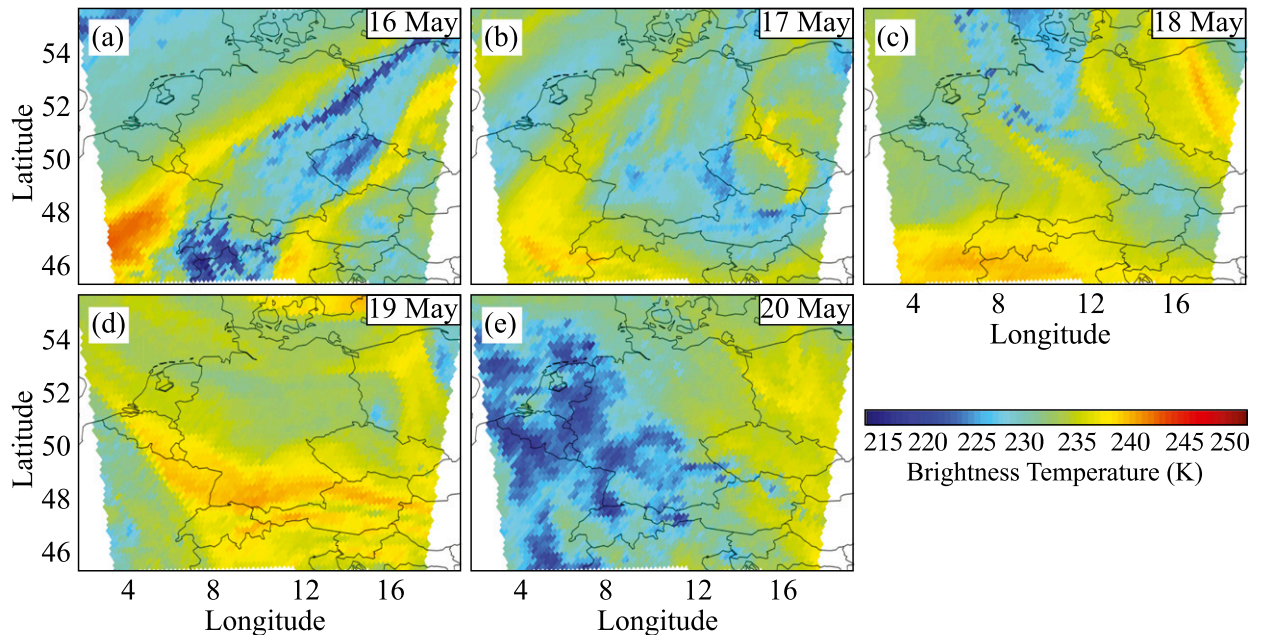 (a) 16 May (b) 17 May (c) 18 May
54
52
50
48
46
Latitude
4 8 12 16
Longitude
(d) 19 May (e) 20 May
54
52
50
48
46
Latitude
4 8 12 16 4 8 12 16
Longitude Longitude
215 220 225 230 235 240 245 250
Brightness Temperature (K)